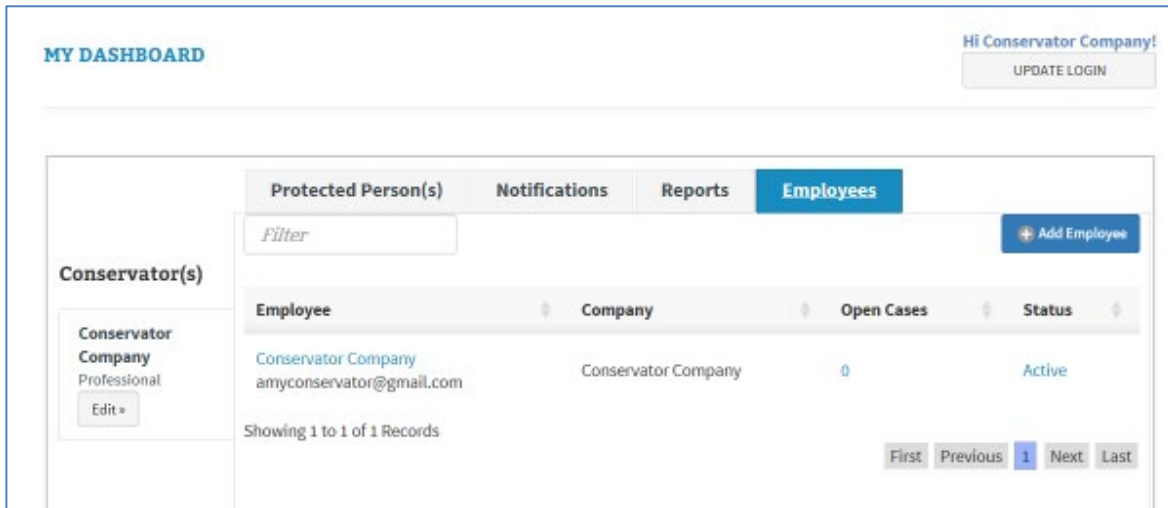 MY DASHBOARD
Hi Conservator Company!
UPDATE LOGIN
Protected Person(s) Notifications Reports Employees
Filter
Add Employee
Conservator(s)
Conservator
Company
Professional
Edit »
Employee Company Open Cases Status
Conservator Company Conservator Company 0 Active
amyconservator@gmail.com
Showing 1 to 1 of 1 Records
First Previous 1 Next Last